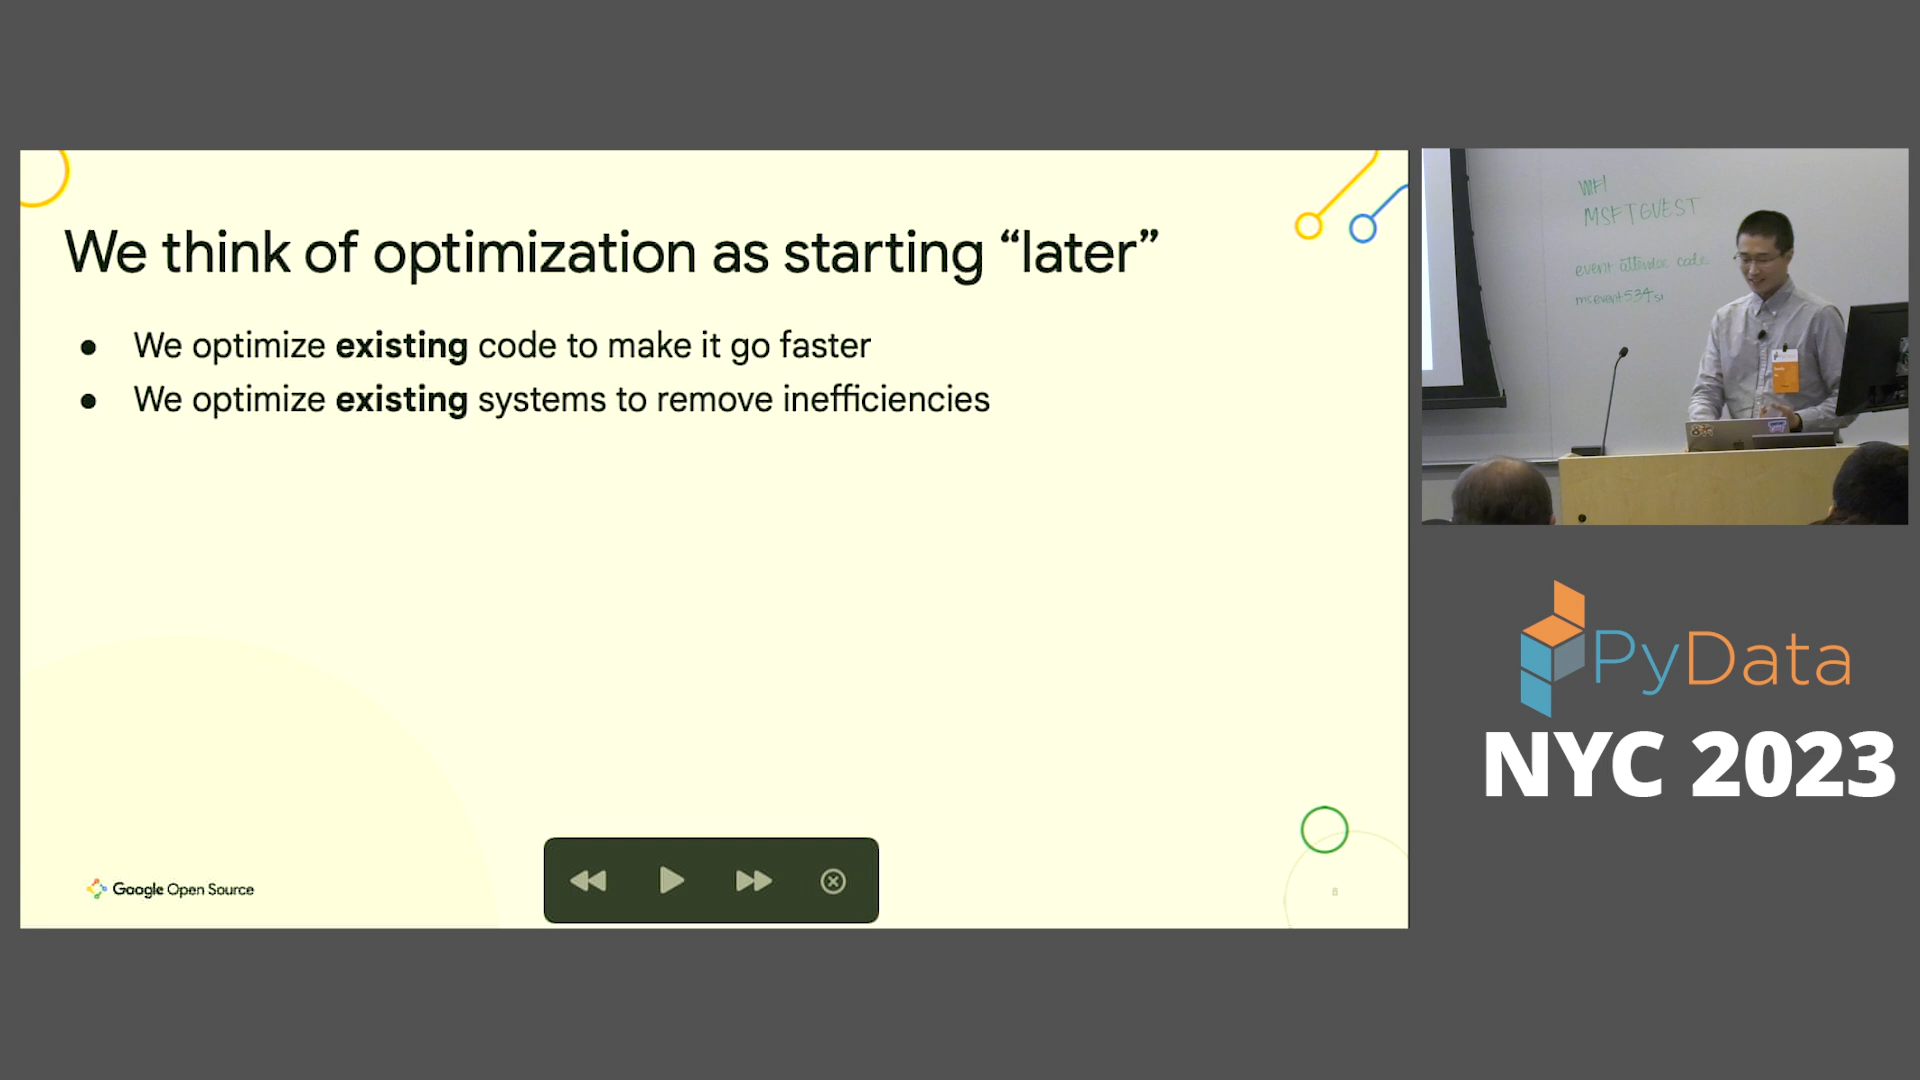 We think of optimization as starting “later”
● We optimize existing code to make it go faster
● We optimize existing systems to remove inefficiencies
Google Open Source
WIFI
MSFTGUEST
event attendee code
PyData
NYC 2023